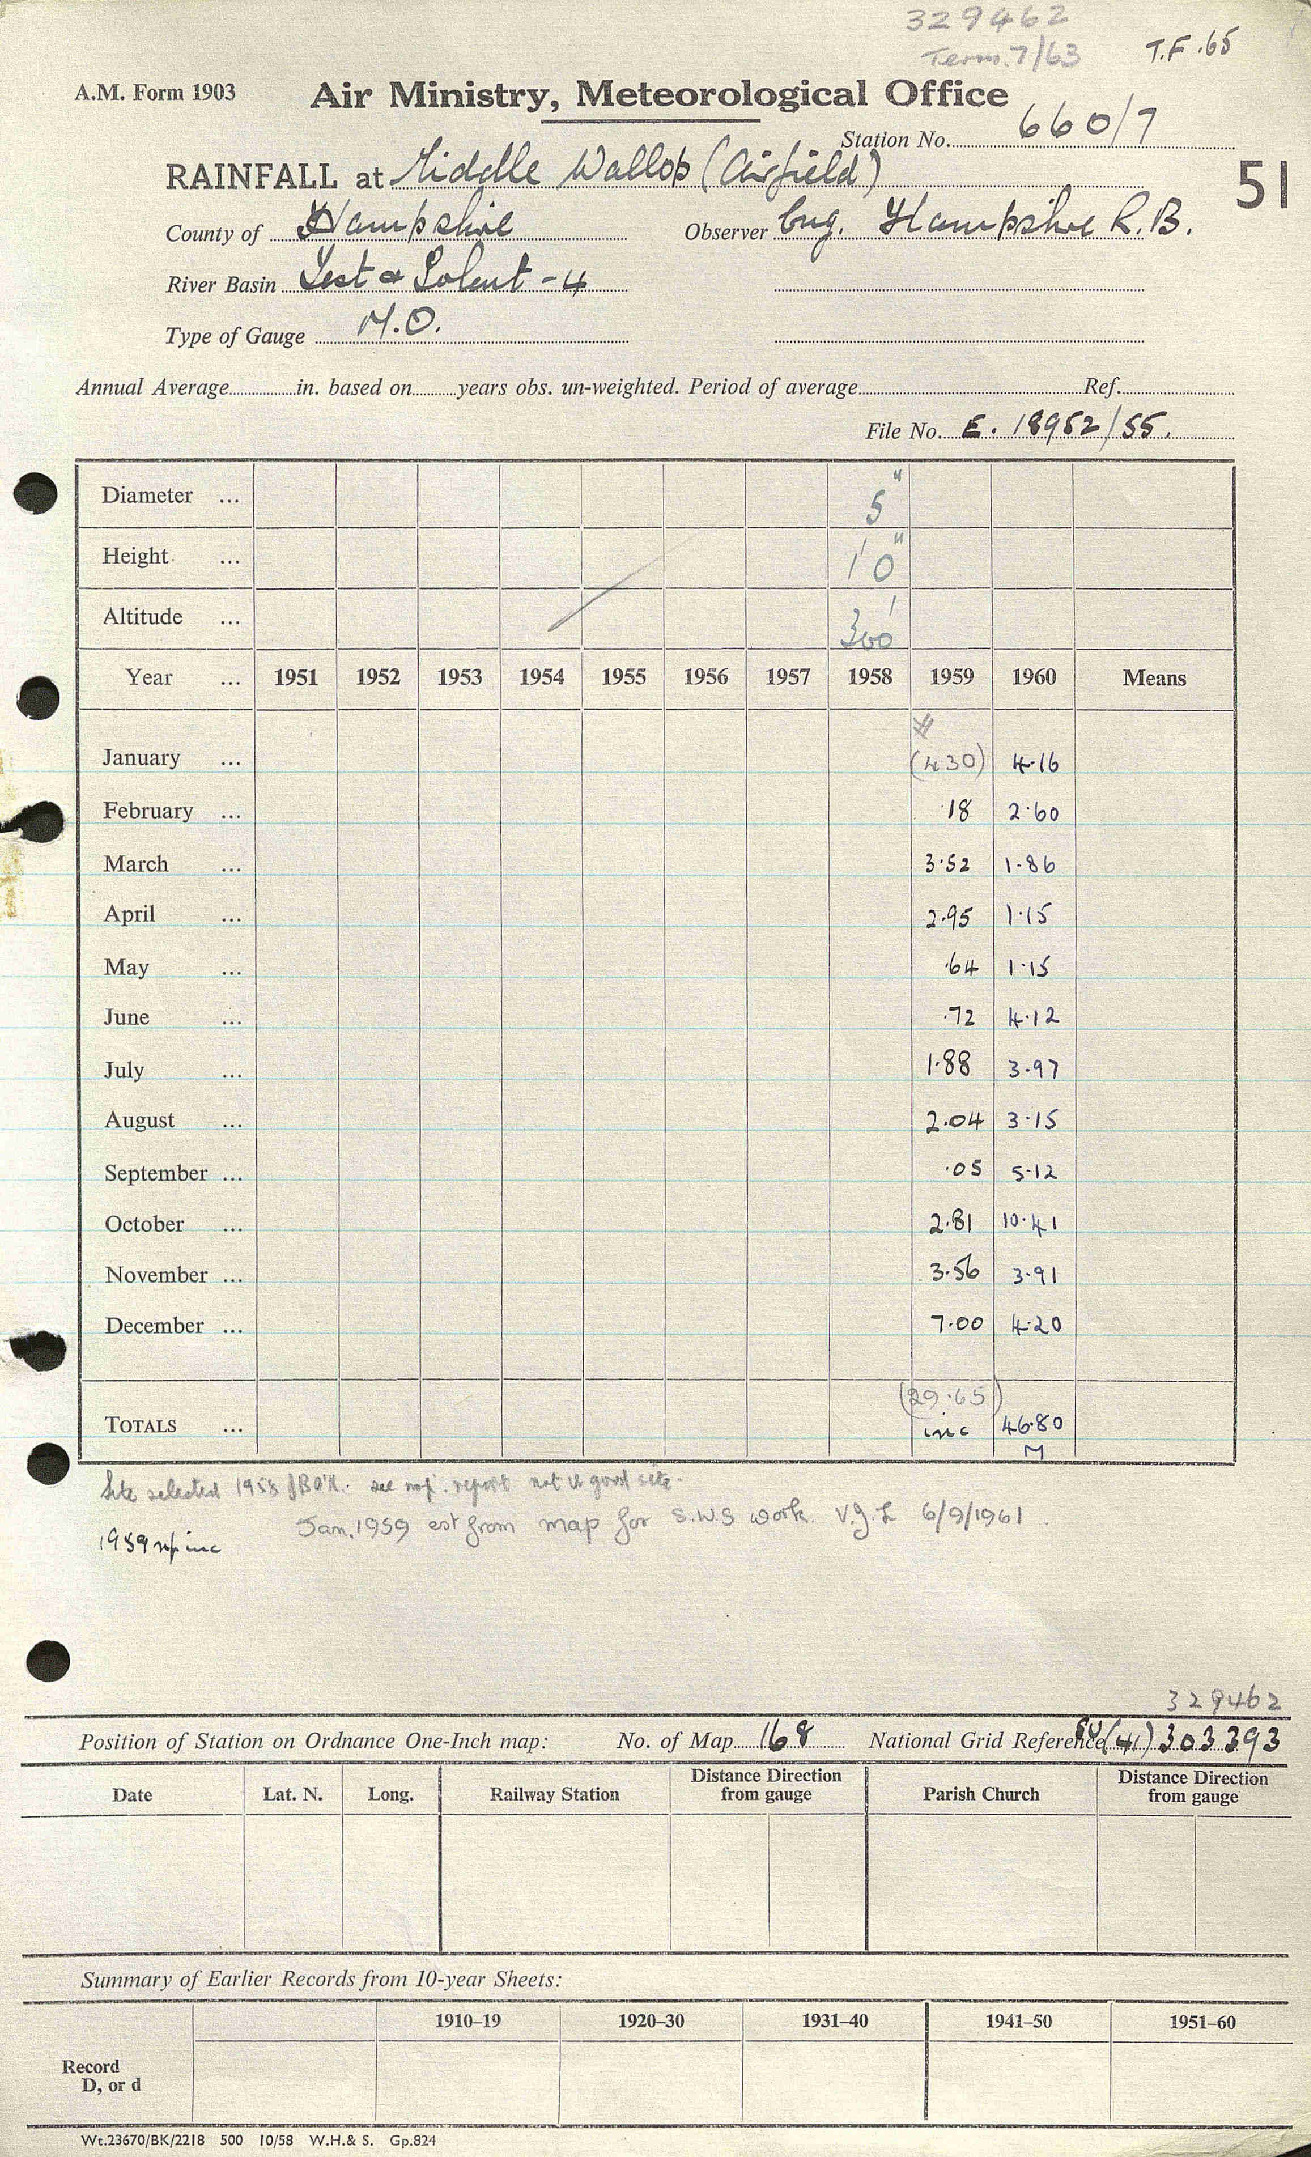 329462
Term. 7/63
T.F. 65
A.M. Form 1903
Air Ministry, Meteorological Office
Station No. 660/7
RAINFALL at Middle Wallop (Airfield)
51
County of Hampshire
Observer Eng. Hampshire R.B.
River Basin Test & Solent - 4
Type of Gauge M.O.
Annual Average in. based on years obs. un-weighted. Period of average Ref.
File No. E. 18952/55.
Diameter ... 5"
Height ... 1' 0"
Altitude ... 300'
Year ... 1951 1952 1953 1954 1955 1956 1957 1958 1959 1960 Means
January ... (4 30) 4·16
February ... ·18 2·60
March ... 3·52 1·86
April ... 2·95 1·15
May ... ·64 1·15
June ... ·72 4·12
July ... 1·88 3·97
August ... 2·04 3·15
September ... ·05 5·12
October ... 2·81 10·41
November ... 3·56 3·91
December ... 7·00 4·20
(29·65)
TOTALS ... inc 46·80
M
Site selected 1958 see report not a good site.
Jan. 1959 est from map for S.W.S work. V.J.L 6/9/1961.
1959 inc
329462
Position of Station on Ordnance One-Inch map: No. of Map 168 National Grid Reference SU(41) 303 393
Date Lat. N. Long. Railway Station Distance Direction from gauge Parish Church Distance Direction from gauge
Summary of Earlier Records from 10-year Sheets:
1910–19 1920–30 1931–40 1941–50 1951–60
Record
D, or d
Wt.23670/BK/2218 500 10/58 W.H.& S. Gp.824